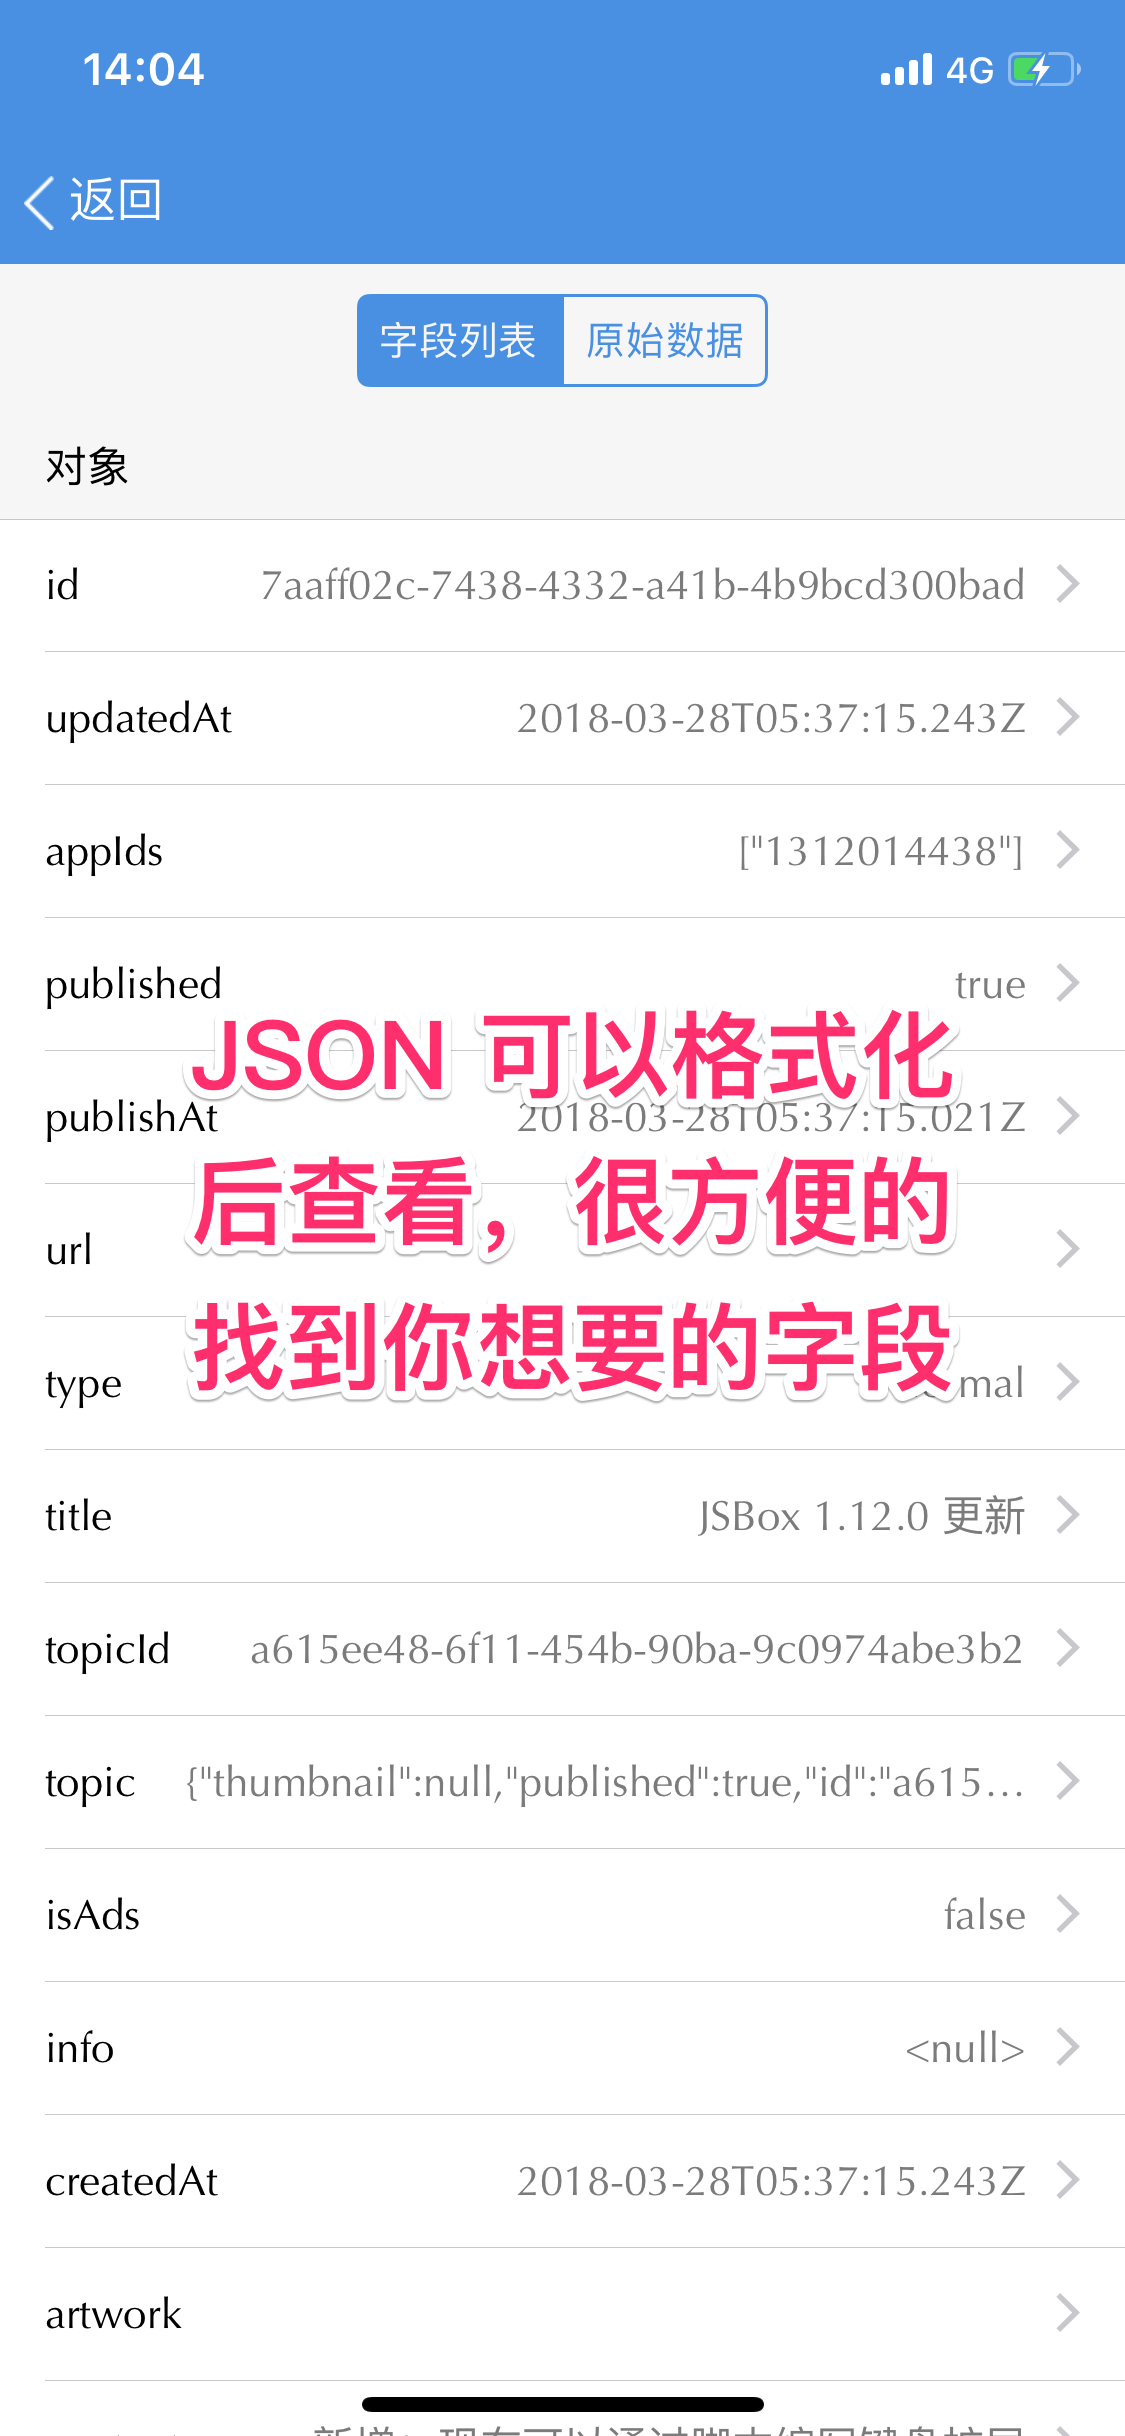 14:04
4G
返回
字段列表 原始数据
对象
id 7aaff02c-7438-4332-a41b-4b9bcd300bad
updatedAt 2018-03-28T05:37:15.243Z
appIds ["1312014438"]
published true
JSON 可以格式化
publishAt 2018-03-28T05:37:15.021Z
后查看，很方便的
url
找到你想要的字段
type
title JSBox 1.12.0 更新
topicId a615ee48-6f11-454b-90ba-9c0974abe3b2
topic {"thumbnail":null,"published":true,"id":"a615...
isAds false
info <null>
createdAt 2018-03-28T05:37:15.243Z
artwork